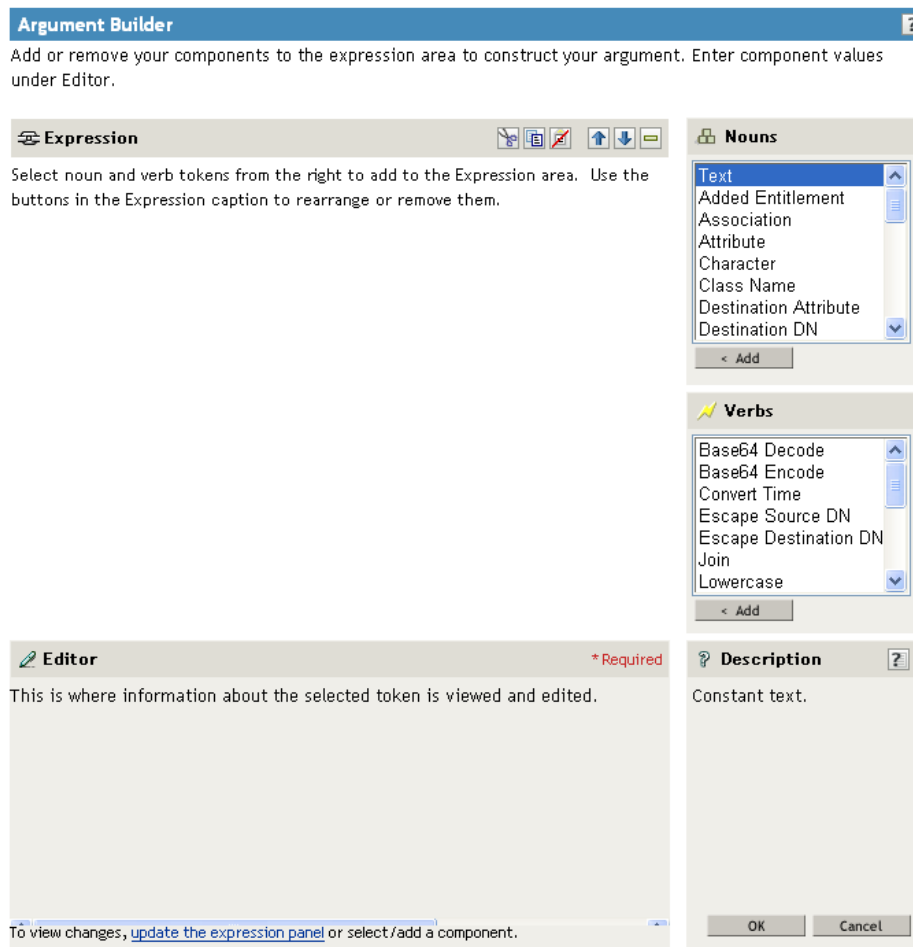 Argument Builder
?
Add or remove your components to the expression area to construct your argument. Enter component values
under Editor.
Expression
Select noun and verb tokens from the right to add to the Expression area. Use the
buttons in the Expression caption to rearrange or remove them.
Nouns
Text
Added Entitlement
Association
Attribute
Character
Class Name
Destination Attribute
Destination DN
< Add
Verbs
Base64 Decode
Base64 Encode
Convert Time
Escape Source DN
Escape Destination DN
Join
Lowercase
< Add
Editor
* Required
This is where information about the selected token is viewed and edited.
To view changes, update the expression panel or select/add a component.
Description
?
Constant text.
OK
Cancel